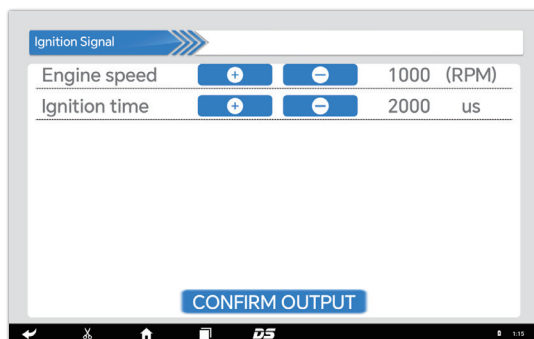 Ignition Signal
Engine speed + − 1000 (RPM)
Ignition time + − 2000 us
CONFIRM OUTPUT
DS 1:15